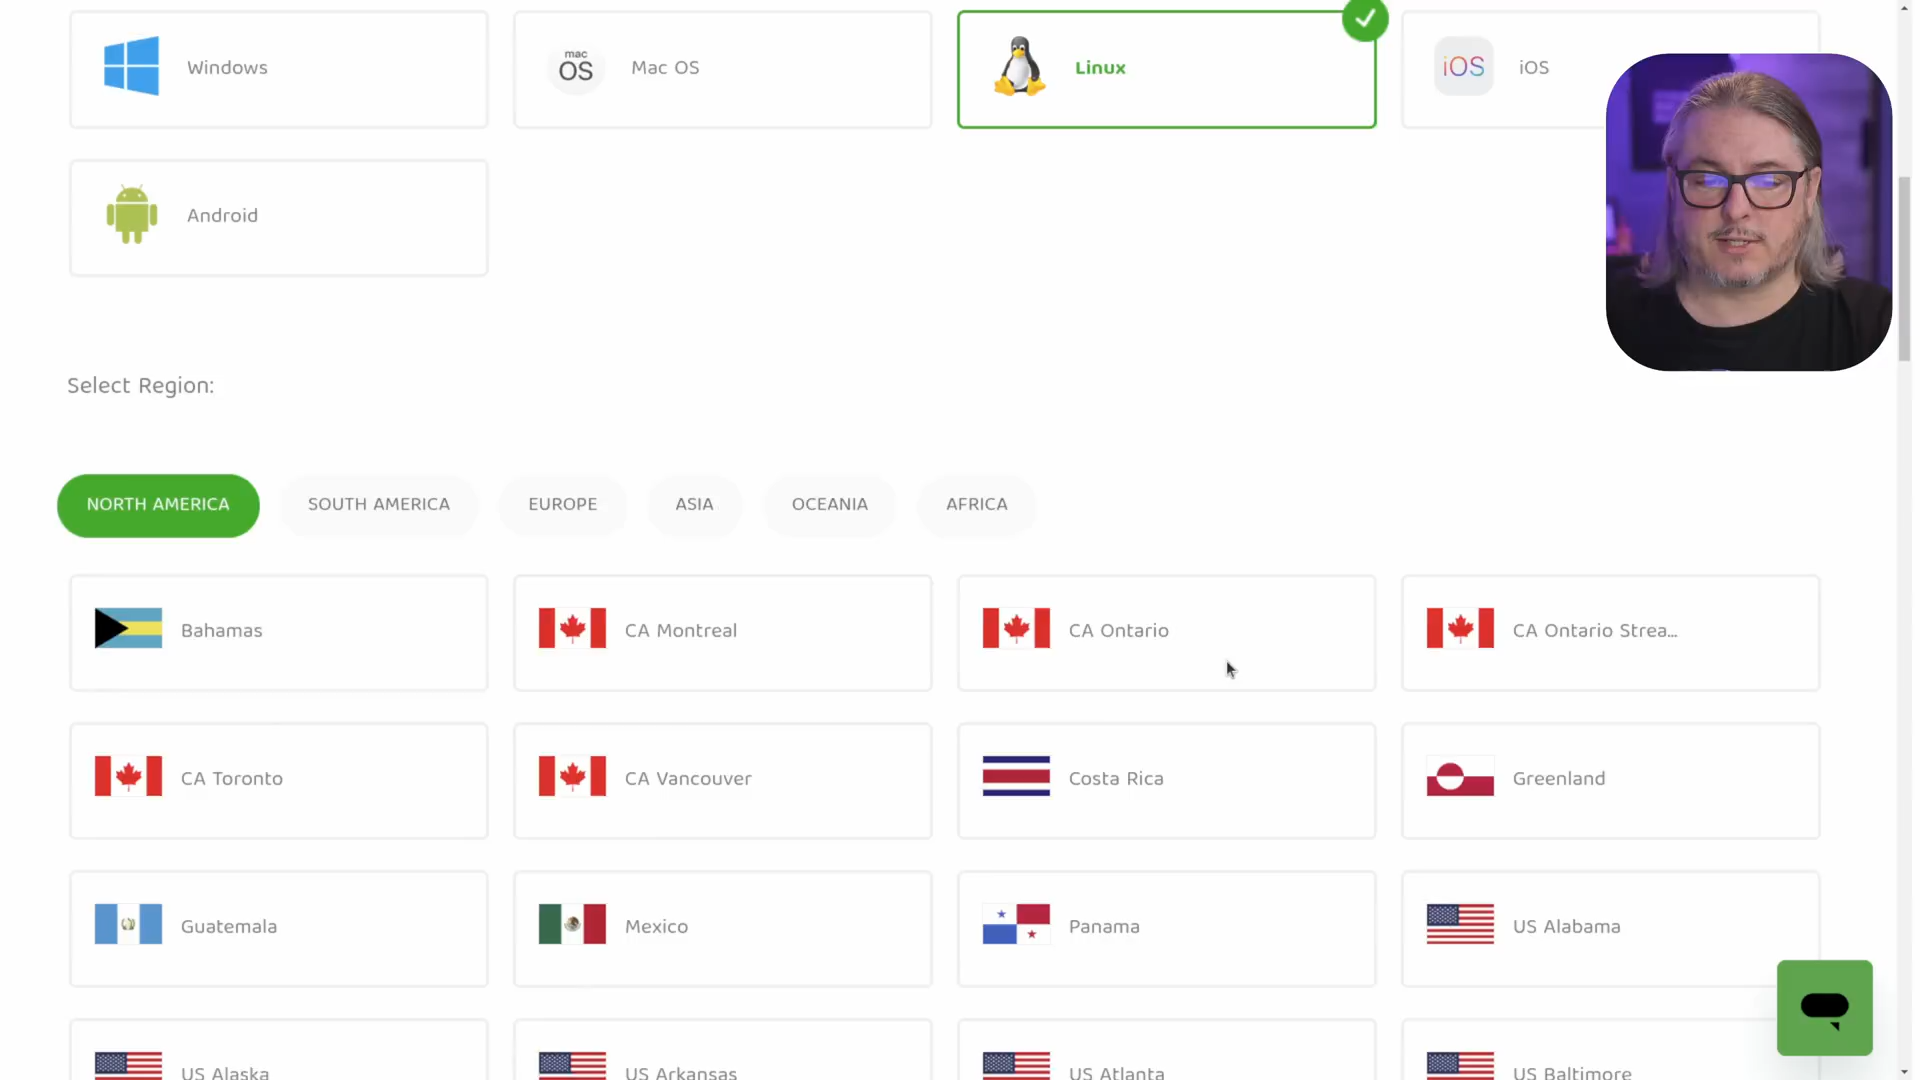 Windows
mac
OS
Mac OS
Linux
iOS
iOS
Android
Select Region:
NORTH AMERICA
SOUTH AMERICA
EUROPE
ASIA
OCEANIA
AFRICA
Bahamas
CA Montreal
CA Ontario
CA Ontario Strea...
CA Toronto
CA Vancouver
Costa Rica
Greenland
Guatemala
Mexico
Panama
US Alabama
US Alaska
US Arkansas
US Atlanta
US Baltimore